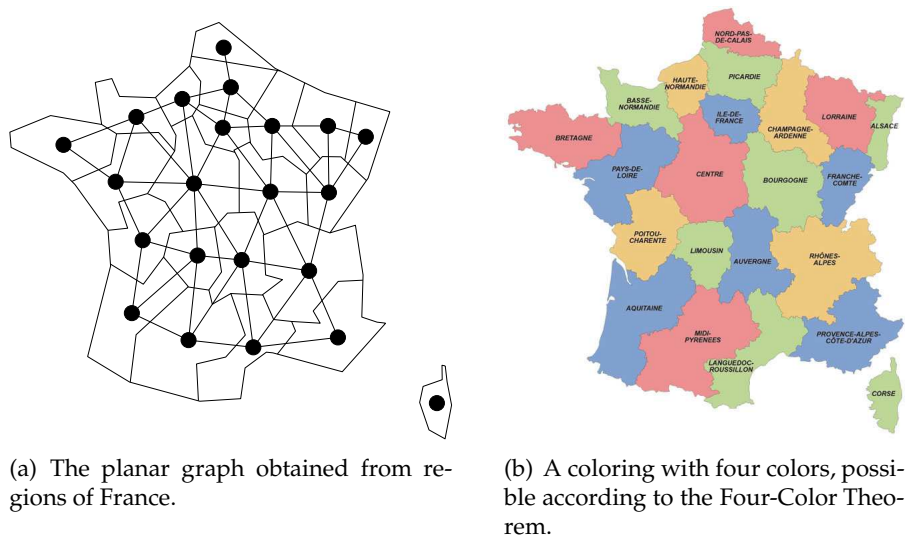 NORD-PAS-
DE-CALAIS
PICARDIE
HAUTE-
NORMANDIE
BASSE-
NORMANDIE
ILE-DE-
FRANCE
CHAMPAGNE-
ARDENNE
LORRAINE
ALSACE
BRETAGNE
PAYS-DE-
LOIRE
CENTRE
BOURGOGNE
FRANCHE-
COMTE
POITOU-
CHARENTE
LIMOUSIN
AUVERGNE
RHÔNES-
ALPES
AQUITAINE
MIDI-
PYRENEES
LANGUEDOC-
ROUSSILLON
PROVENCE-ALPES-
CÔTE-D'AZUR
CORSE
(a) The planar graph obtained from re-
gions of France.
(b) A coloring with four colors, possi-
ble according to the Four-Color Theo-
rem.